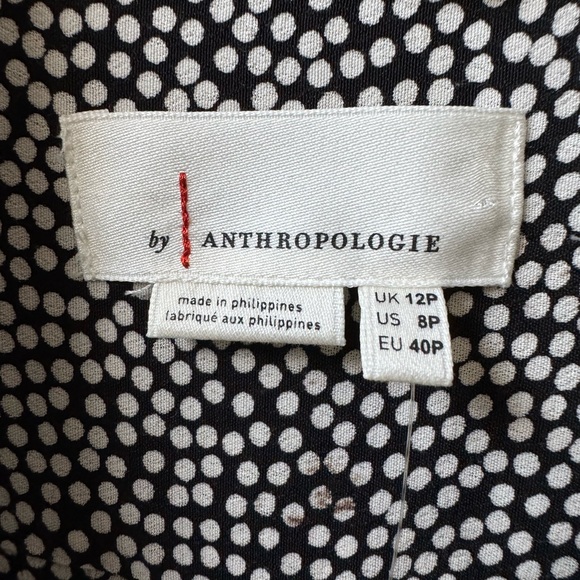 by ANTHROPOLOGIE
made in philippines
fabriqué aux philippines
UK 12P
US 8P
EU 40P